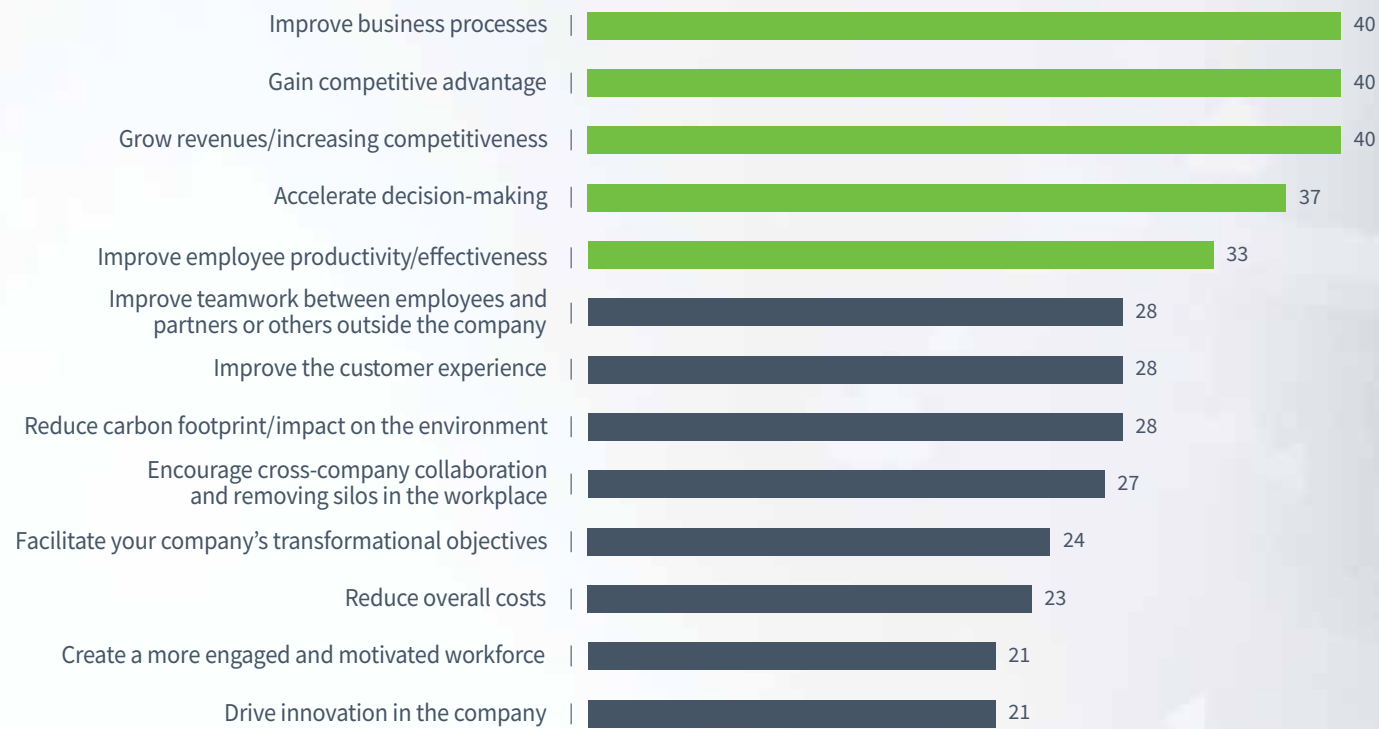 Improve business processes | 40
Gain competitive advantage | 40
Grow revenues/increasing competitiveness | 40
Accelerate decision-making | 37
Improve employee productivity/effectiveness | 33
Improve teamwork between employees and
partners or others outside the company | 28
Improve the customer experience | 28
Reduce carbon footprint/impact on the environment | 28
Encourage cross-company collaboration
and removing silos in the workplace | 27
Facilitate your company’s transformational objectives | 24
Reduce overall costs | 23
Create a more engaged and motivated workforce | 21
Drive innovation in the company | 21